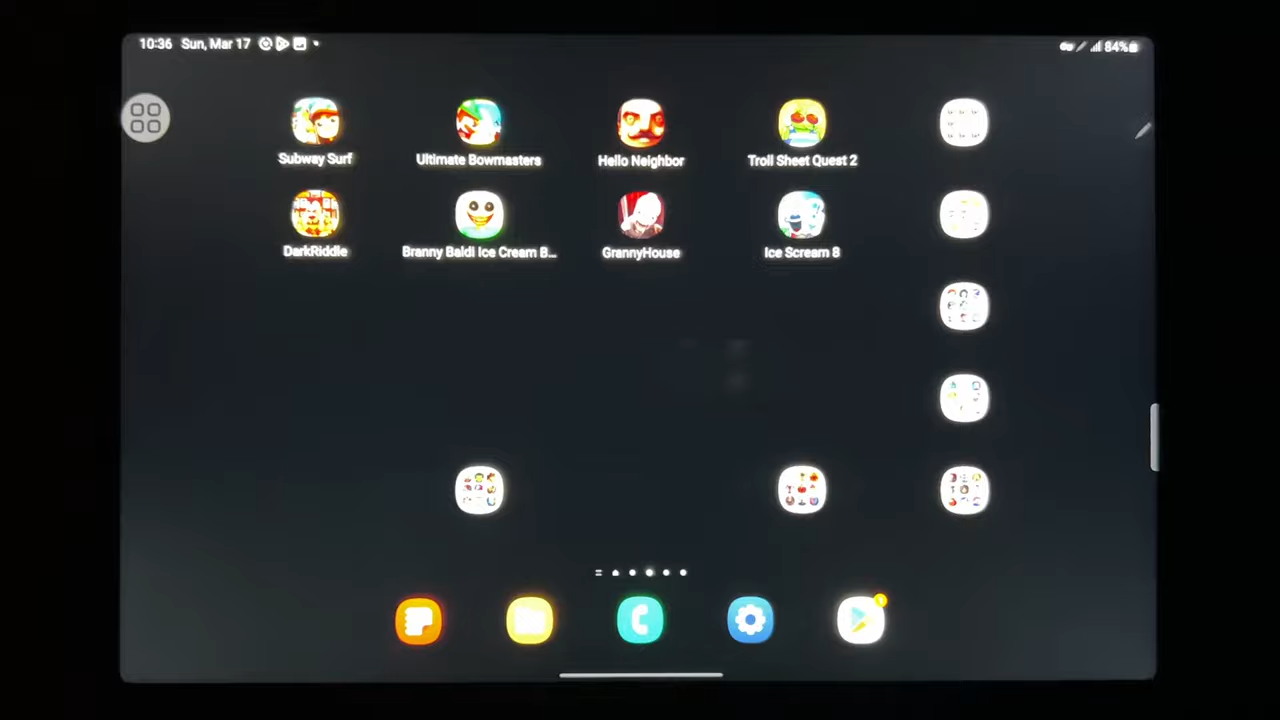 10:36 Sun, Mar 17
84%
Subway Surf
Ultimate Bowmasters
Hello Neighbor
Troll Sheet Quest 2
DarkRiddle
Branny Baldi Ice Cream B...
GrannyHouse
Ice Scream 8